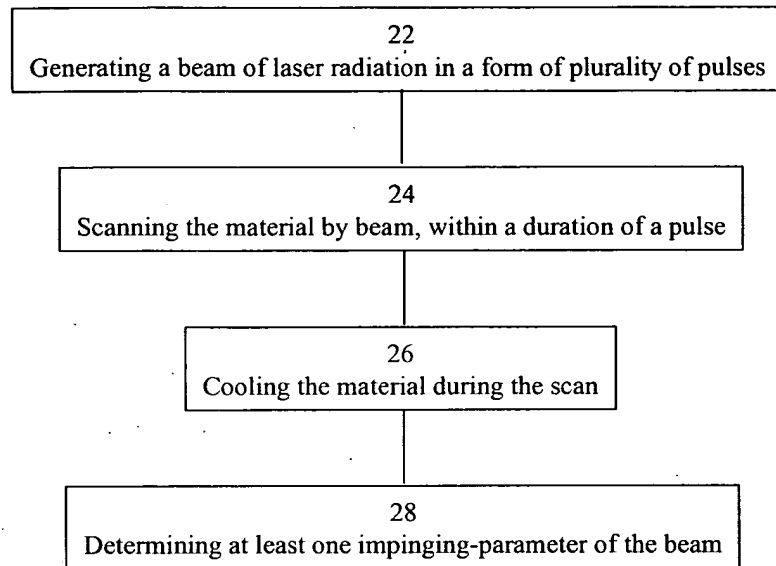 22
Generating a beam of laser radiation in a form of plurality of pulses
24
Scanning the material by beam, within a duration of a pulse
26
Cooling the material during the scan
28
Determining at least one impinging-parameter of the beam